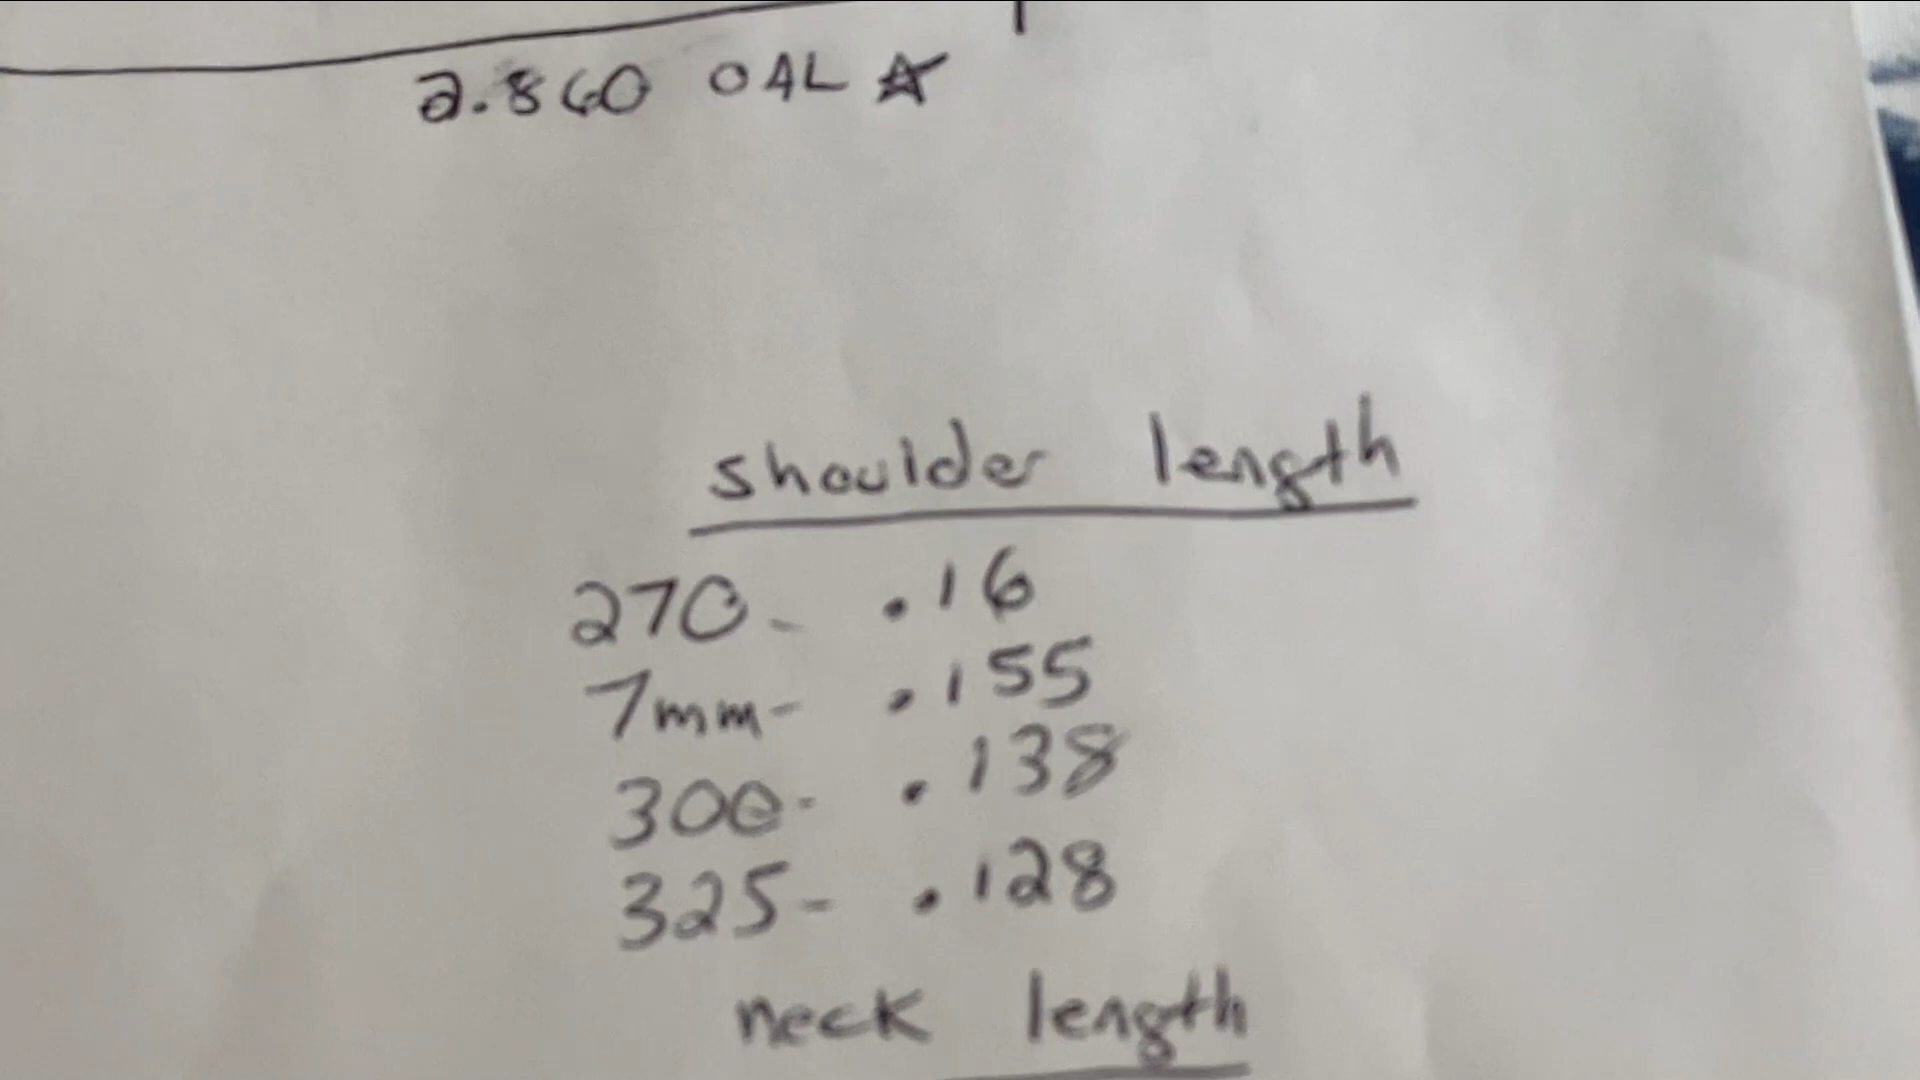 2.860 OAL ☆
shoulder length
270- .16
7mm- .155
300- .138
325- .128
neck length